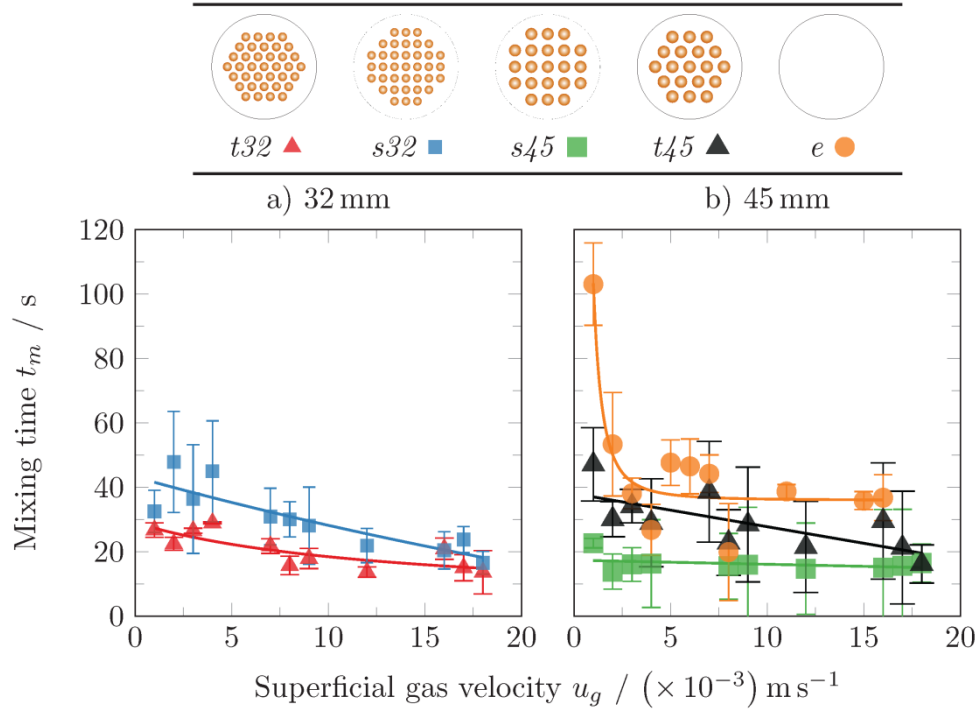 t32 s32 s45 t45 e
a) 32 mm b) 45 mm
Mixing time t_m / s
120
100
80
60
40
20
0
0 5 10 15 20
0 5 10 15 20
Superficial gas velocity u_g / (× 10⁻³) m s⁻¹